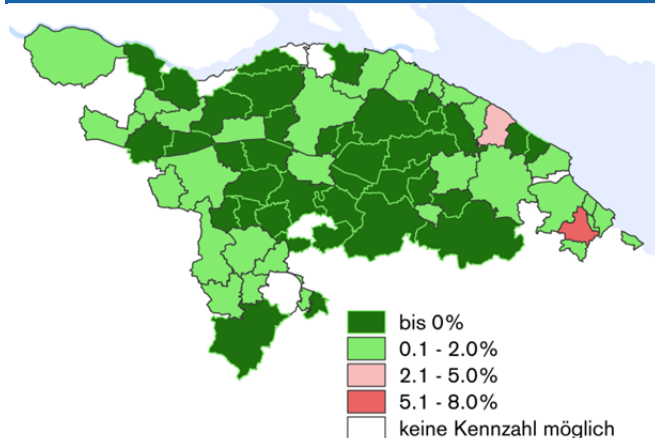 bis 0%
0.1 - 2.0%
2.1 - 5.0%
5.1 - 8.0%
keine Kennzahl möglich